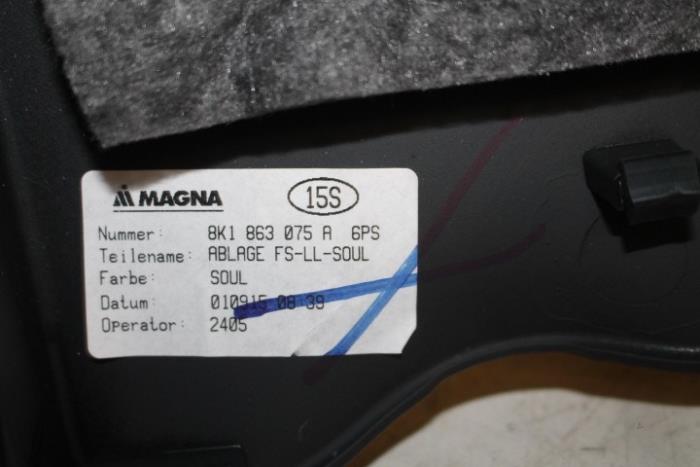 MAGNA 15S
Nummer: 8K1 863 075 A 6PS
Teilename: ABLAGE FS-LL-SOUL
Farbe: SOUL
Datum: 010915 08:39
Operator: 2405